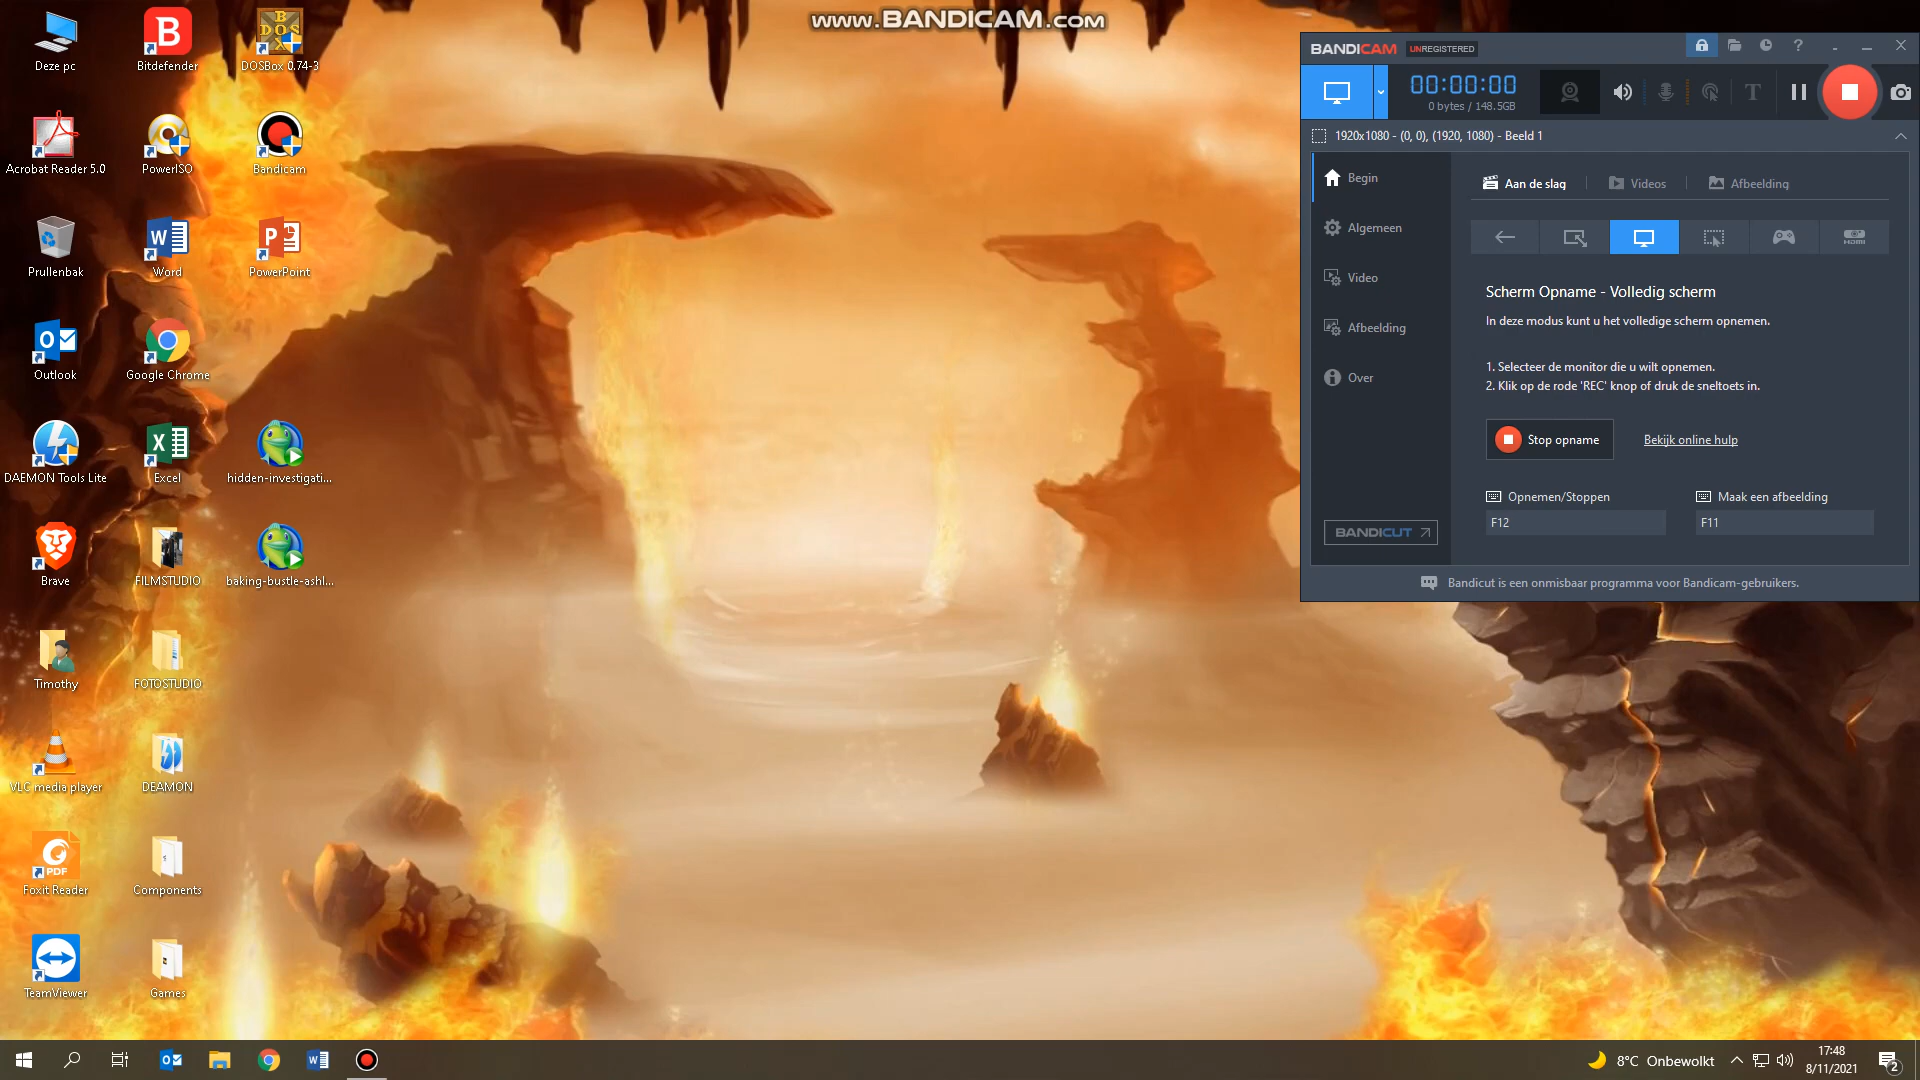 www.BANDICAM.com
Deze pc
Bitdefender
DOSBox 0.74-3
Acrobat Reader 5.0
PowerISO
Bandicam
Prullenbak
Word
PowerPoint
Outlook
Google Chrome
DAEMON Tools Lite
Excel
hidden-investigati...
Brave
FILMSTUDIO
baking-bustle-ashl...
Timothy
FOTOSTUDIO
VLC media player
DEAMON
Foxit Reader
Components
TeamViewer
Games
BANDICAM UNREGISTERED
00:00:00
0 bytes / 148.5GB
1920x1080 - (0, 0), (1920, 1080) - Beeld 1
Begin
Algemeen
Video
Afbeelding
Over
BANDICUT
Aan de slag
Videos
Afbeelding
HDMI
Scherm Opname - Volledig scherm
In deze modus kunt u het volledige scherm opnemen.
1. Selecteer de monitor die u wilt opnemen.
2. Klik op de rode 'REC' knop of druk de sneltoets in.
Stop opname
Bekijk online hulp
Opnemen/Stoppen
Maak een afbeelding
F12
F11
Bandicut is een onmisbaar programma voor Bandicam-gebruikers.
8°C Onbewolkt
17:48
8/11/2021
2